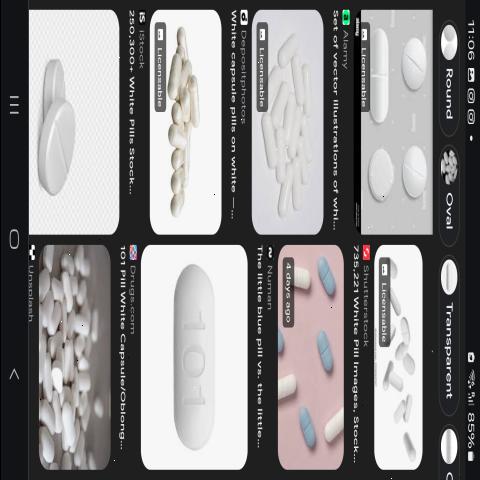 11:06
85%
Round
Oval
Transparent
Licensable
Alamy
Set of vector illustrations of whi...
Licensable
Shutterstock
735,221 White Pill Images, Stock...
Licensable
Depositphotos
White capsule pills on white —...
4 days ago
Numan
The little blue pill vs. the little...
Licensable
iStock
250,300+ White Pills Stock...
101
Drugs.com
101 Pill White Capsule/Oblong...
Unsplash